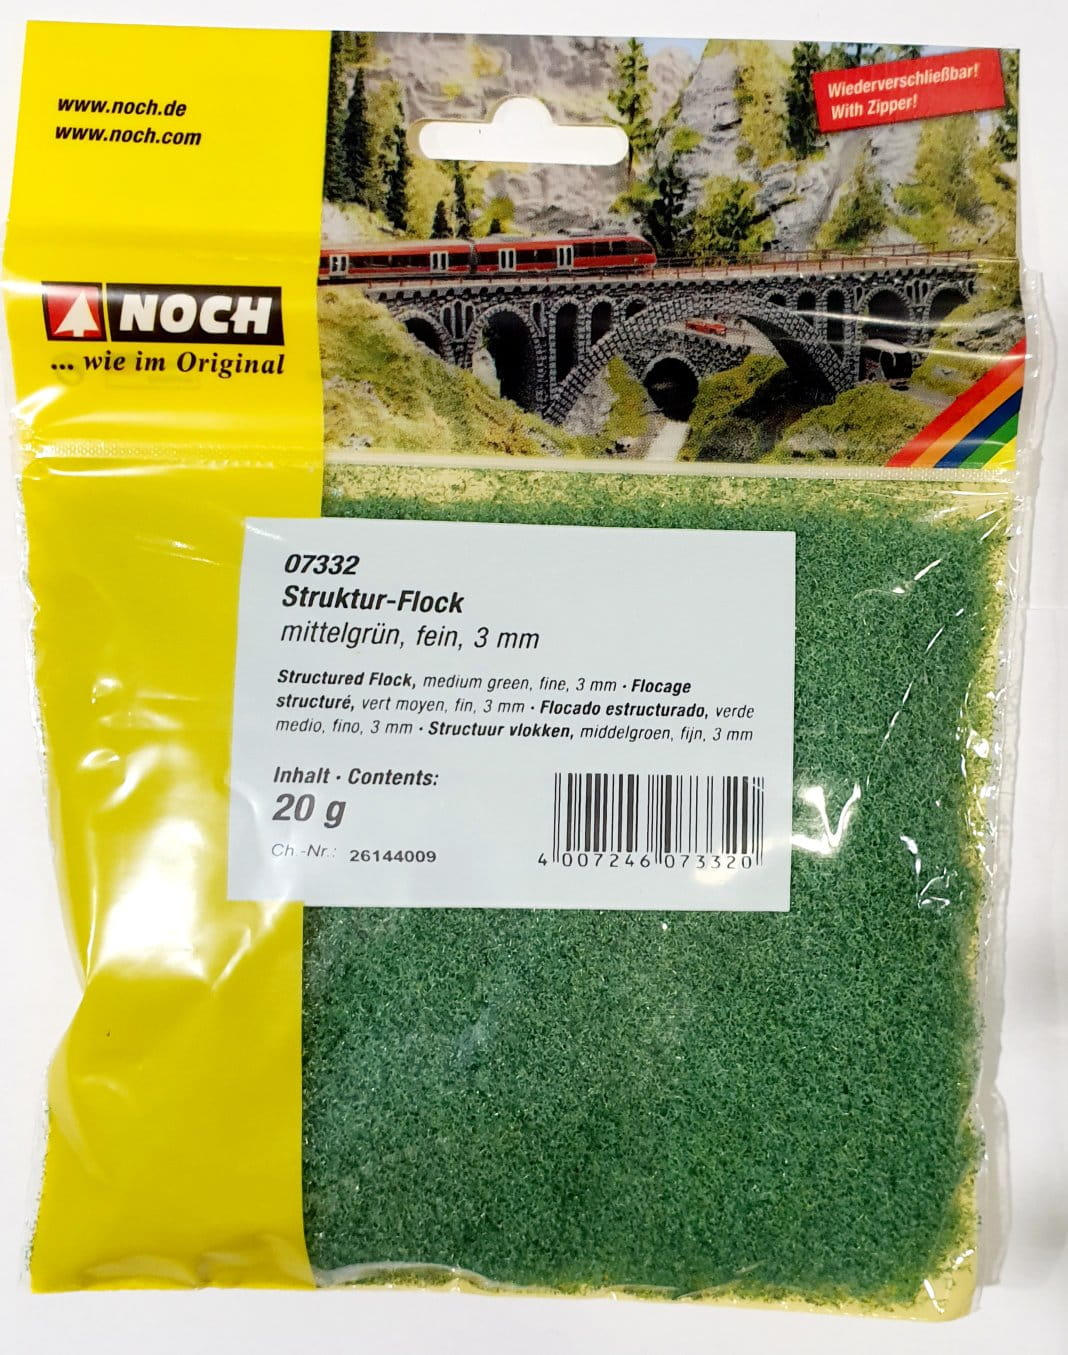 www.noch.de
www.noch.com
Wiederverschließbar!
With Zipper!
NOCH
... wie im Original
07332
Struktur-Flock
mittelgrün, fein, 3 mm
Structured Flock, medium green, fine, 3 mm · Flocage
structuré, vert moyen, fin, 3 mm · Flocado estructurado, verde
medio, fino, 3 mm · Structuur vlokken, middelgroen, fijn, 3 mm
Inhalt · Contents:
20 g
Ch.-Nr.: 26144009
4 007246 073320